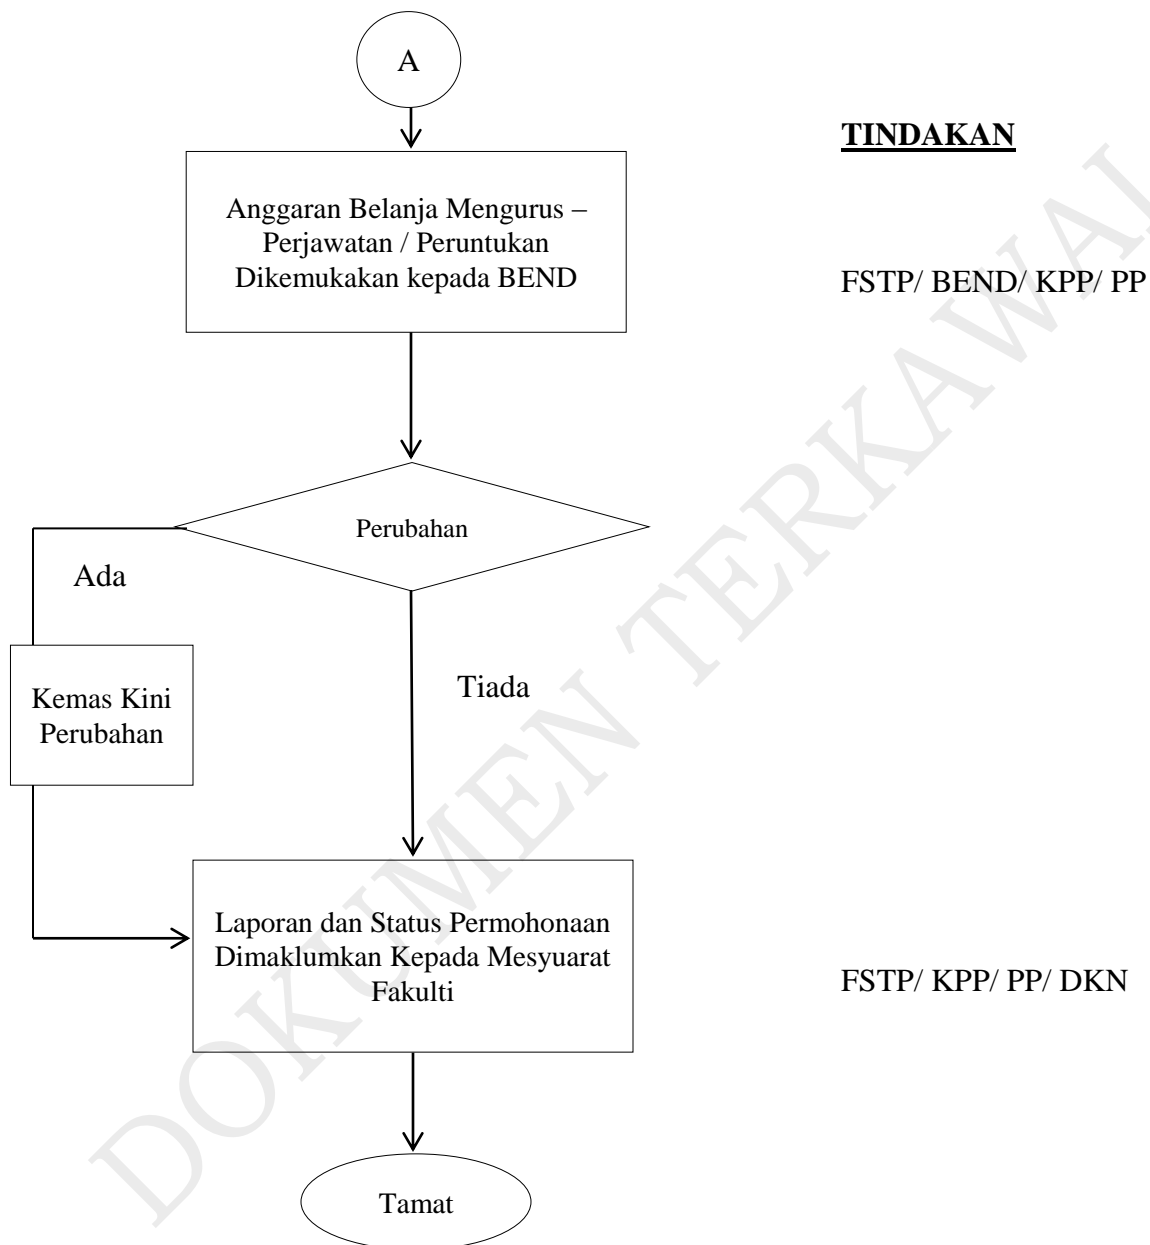 A
TINDAKAN
Anggaran Belanja Mengurus –
Perjawatan / Peruntukan
Dikemukakan kepada BEND
FSTP/ BEND/ KPP/ PP
Perubahan
Ada
Kemas Kini
Perubahan
Tiada
Laporan dan Status Permohonaan
Dimaklumkan Kepada Mesyuarat
Fakulti
FSTP/ KPP/ PP/ DKN
Tamat
DOKUMEN TERKAWAL